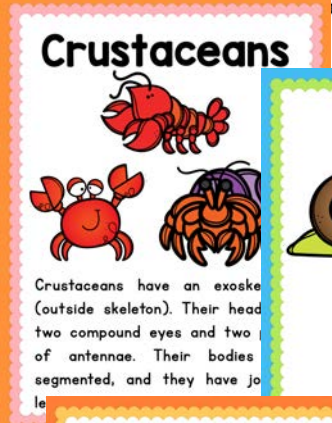 Crustaceans
Crustaceans have an exoske
(outside skeleton). Their head
two compound eyes and two
of antennae. Their bodies
segmented, and they have jo
le